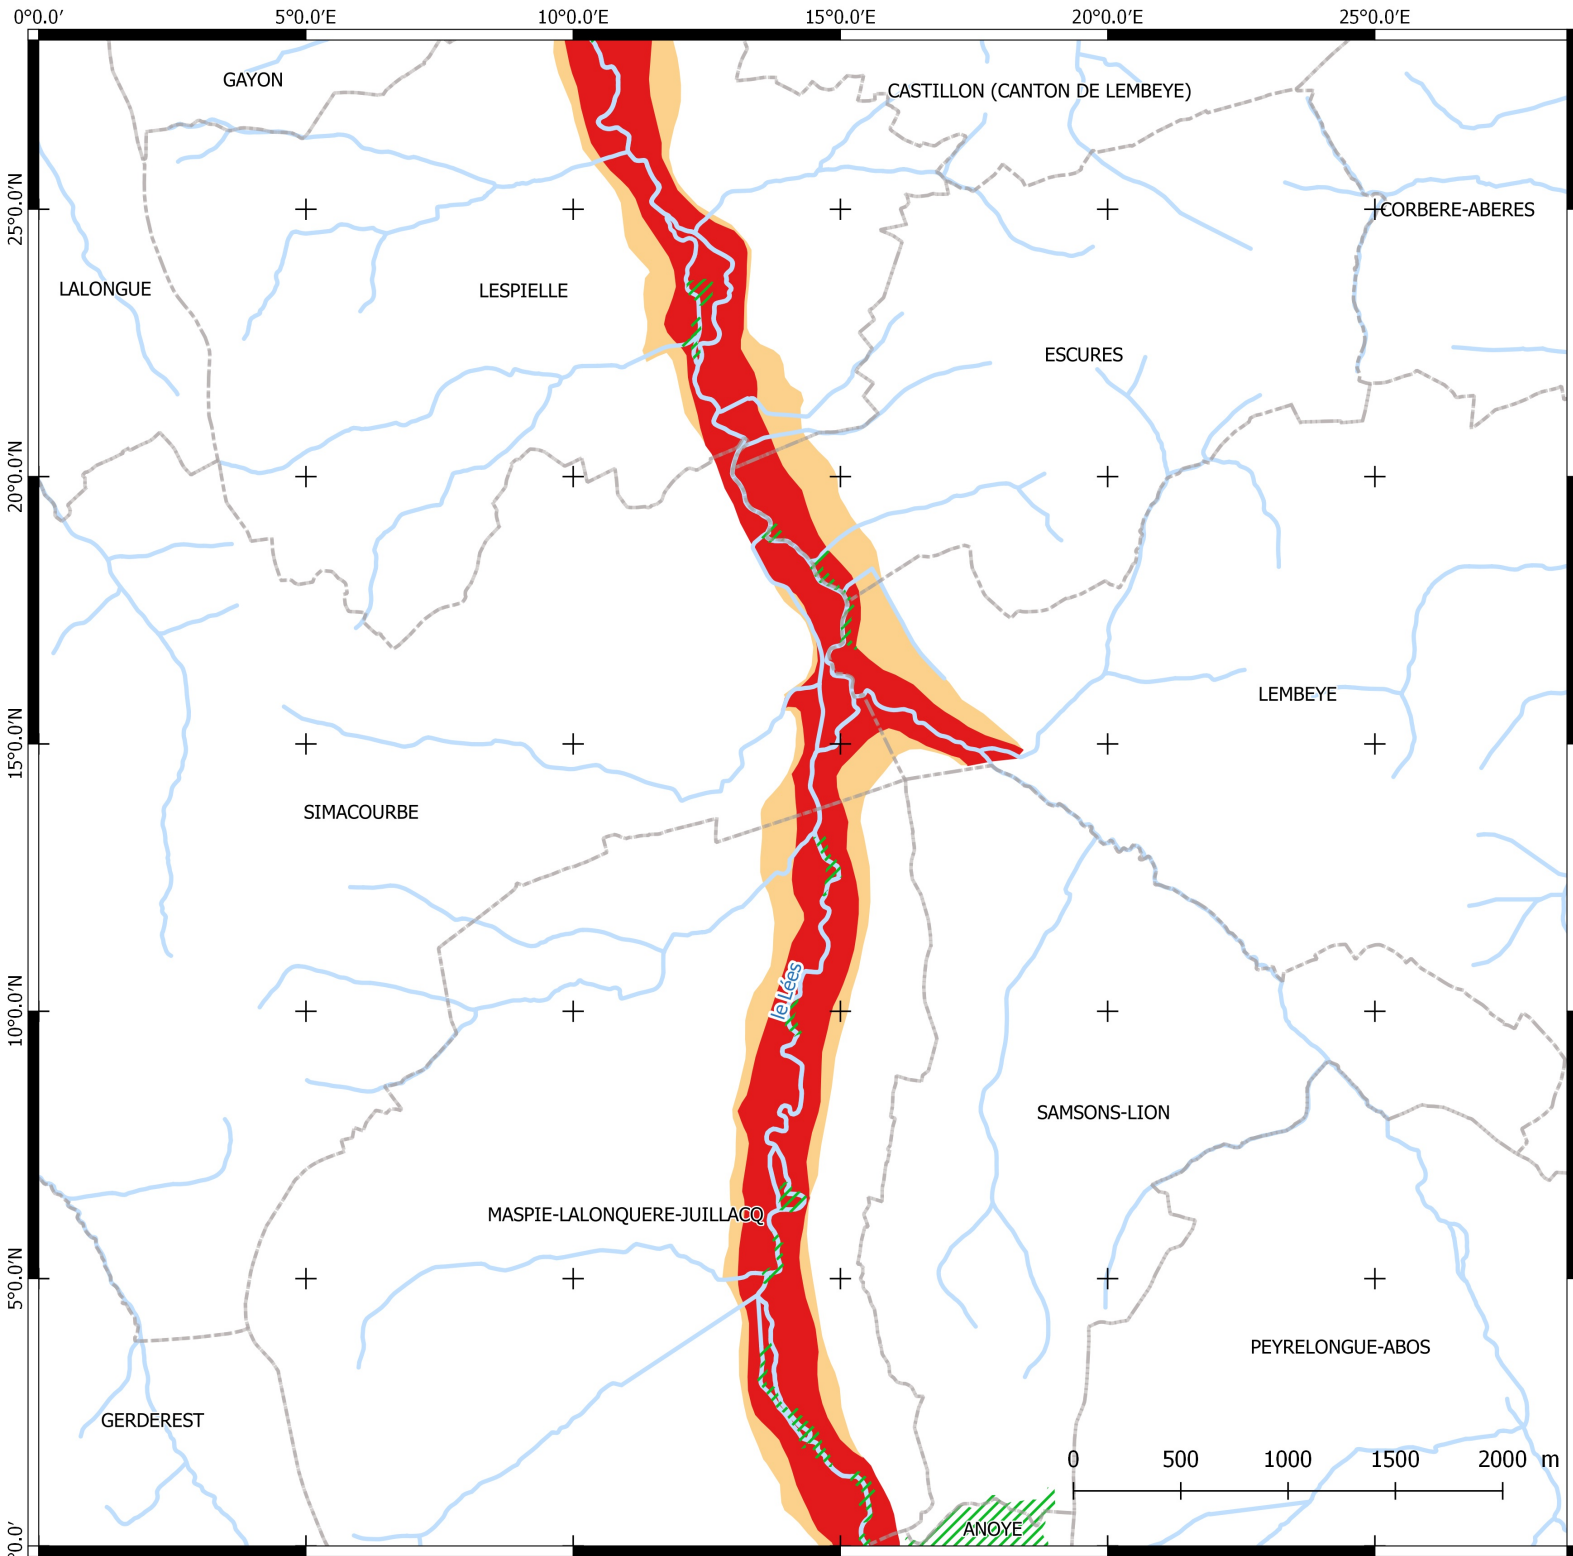 0°0.0′ 5°0.0′E 10°0.0′E 15°0.0′E 20°0.0′E 25°0.0′E
GAYON
CASTILLON (CANTON DE LEMBEYE)
25°0.0′N
CORBERE-ABERES
LALONGUE
LESPIELLE
ESCURES
20°0.0′N
LEMBEYE
15°0.0′N
SIMACOURBE
le Lées
10°0.0′N
SAMSONS-LION
MASPIE-LALONQUERE-JUILLACQ
5°0.0′N
PEYRELONGUE-ABOS
GERDEREST
0 500 1000 1500 2000 m
ANOYE
0°0.0′